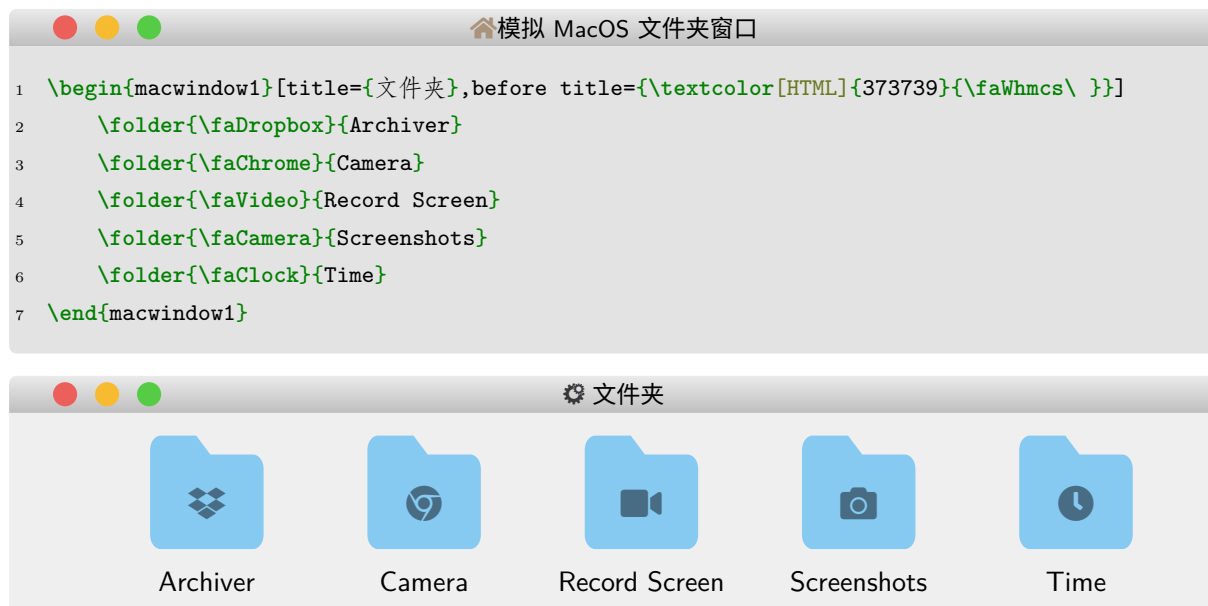 模拟 MacOS 文件夹窗口
1 \begin{macwindow1}[title={文件夹},before title={\textcolor[HTML]{373739}{\faWhmcs\ }}]
2 \folder{\faDropbox}{Archiver}
3 \folder{\faChrome}{Camera}
4 \folder{\faVideo}{Record Screen}
5 \folder{\faCamera}{Screenshots}
6 \folder{\faClock}{Time}
7 \end{macwindow1}
文件夹
Archiver Camera Record Screen Screenshots Time